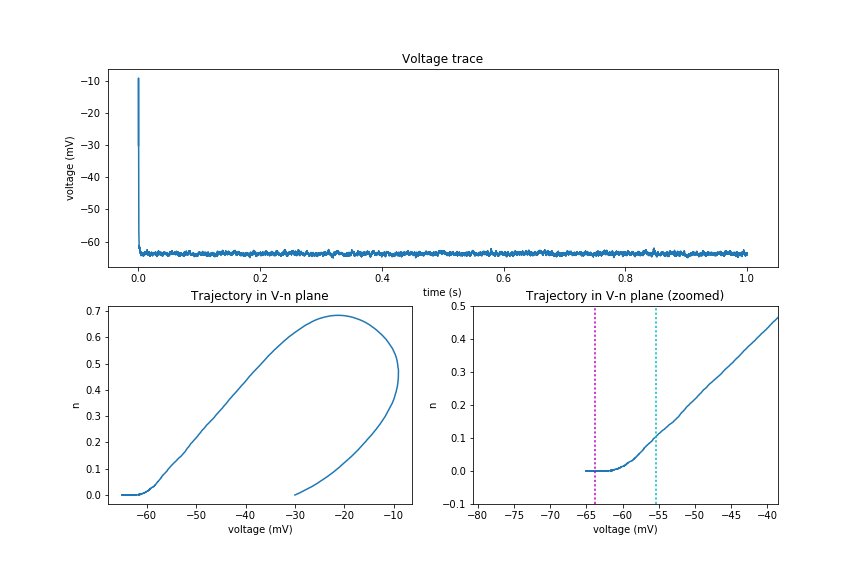 Voltage trace
voltage (mV)
−10
−20
−30
−40
−50
−60
0.0 0.2 0.4 0.6 0.8 1.0
time (s)
Trajectory in V-n plane
n
0.7
0.6
0.5
0.4
0.3
0.2
0.1
0.0
−60 −50 −40 −30 −20 −10
voltage (mV)
Trajectory in V-n plane (zoomed)
n
0.5
0.4
0.3
0.2
0.1
0.0
−0.1
−80 −75 −70 −65 −60 −55 −50 −45 −40
voltage (mV)